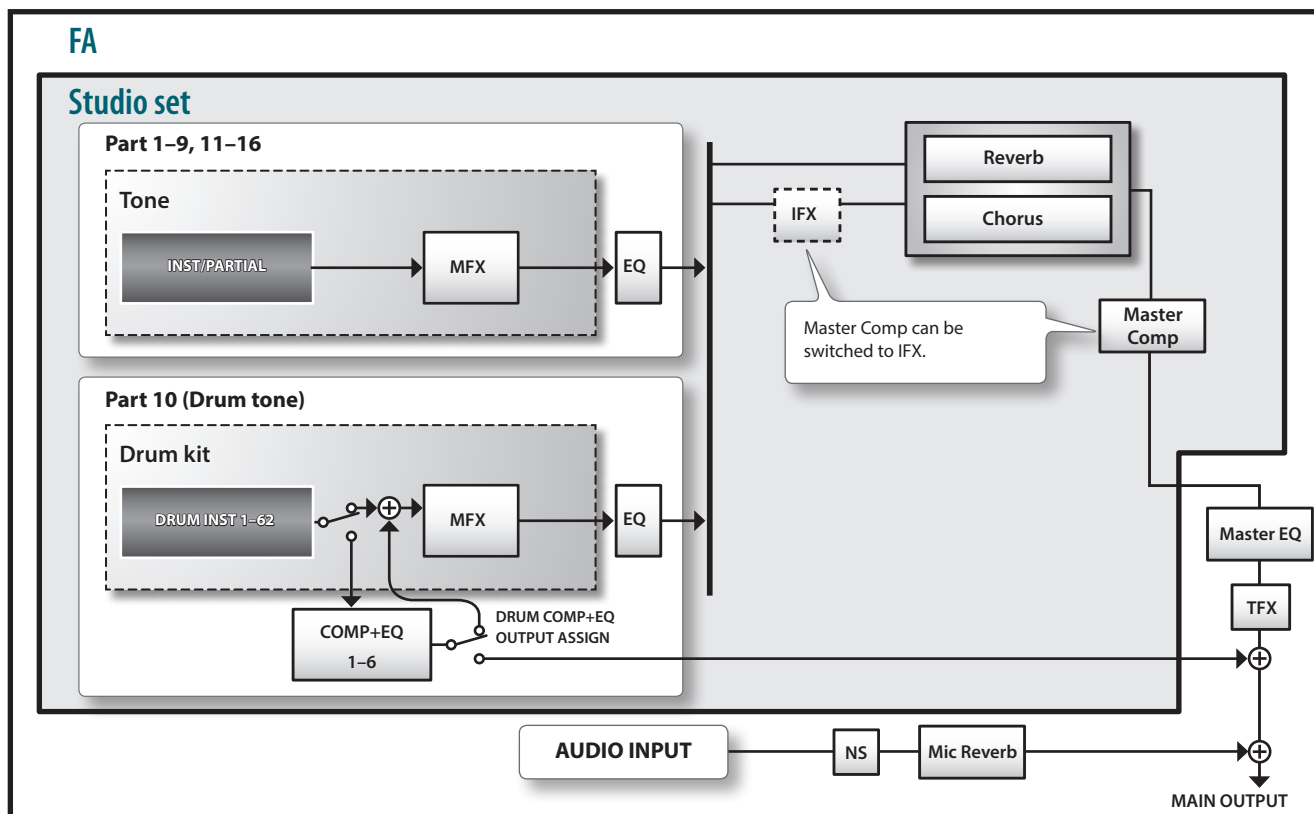 FA
Studio set
Part 1–9, 11–16
Tone
INST/PARTIAL
MFX
EQ
Reverb
IFX
Chorus
Master Comp can be
switched to IFX.
Master
Comp
Part 10 (Drum tone)
Drum kit
DRUM INST 1–62
MFX
EQ
COMP+EQ
1–6
DRUM COMP+EQ
OUTPUT ASSIGN
Master EQ
TFX
AUDIO INPUT
NS
Mic Reverb
MAIN OUTPUT